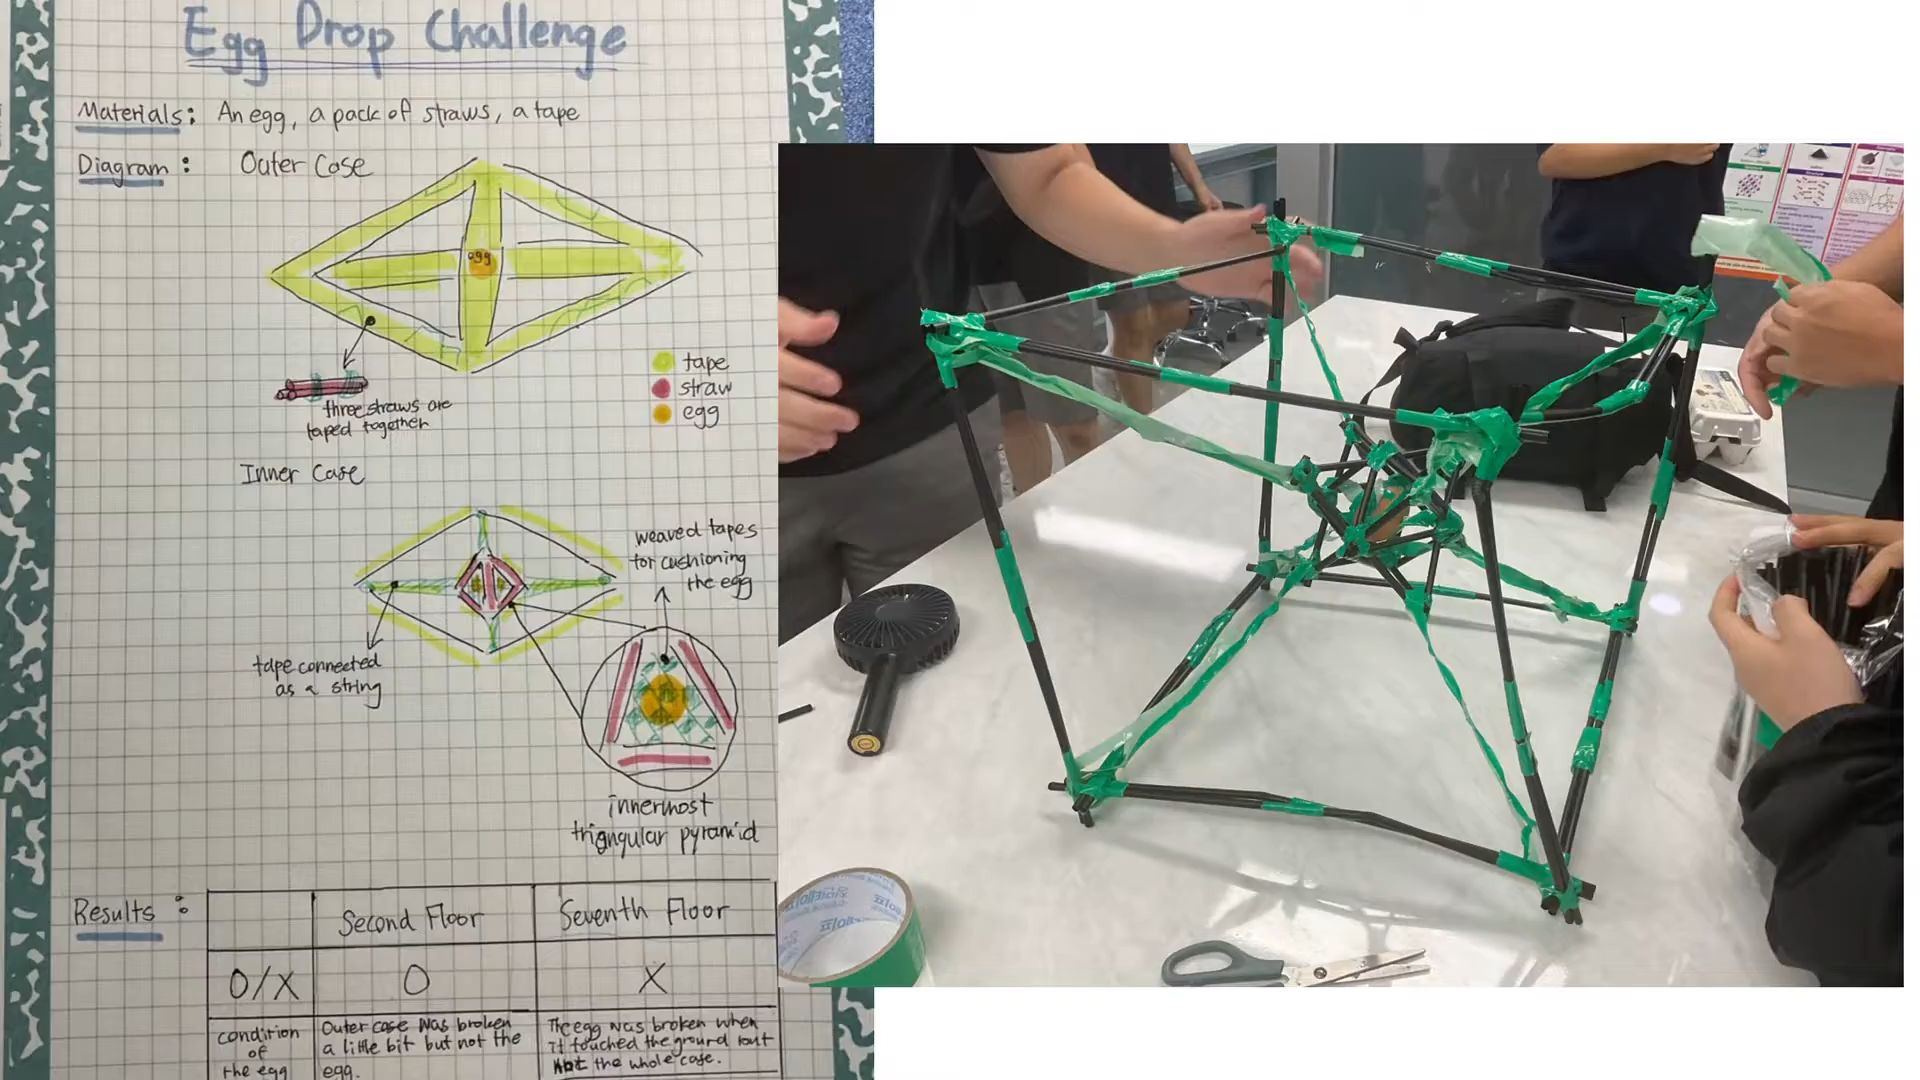 Egg Drop Challenge
Materials: An egg, a pack of straws, a tape
Diagram: Outer Case
egg
tape
straw
egg
three straws are
taped together
Inner Case
weaved tapes
for cushioning
the egg
tape connected
as a string
innermost
triangular pyramid
Results:
Second Floor
Seventh Floor
O/X
O
X
condition
of
the egg
Outer case was broken
a little bit but not the
egg.
The egg was broken when
it touched the ground but
not the whole case.